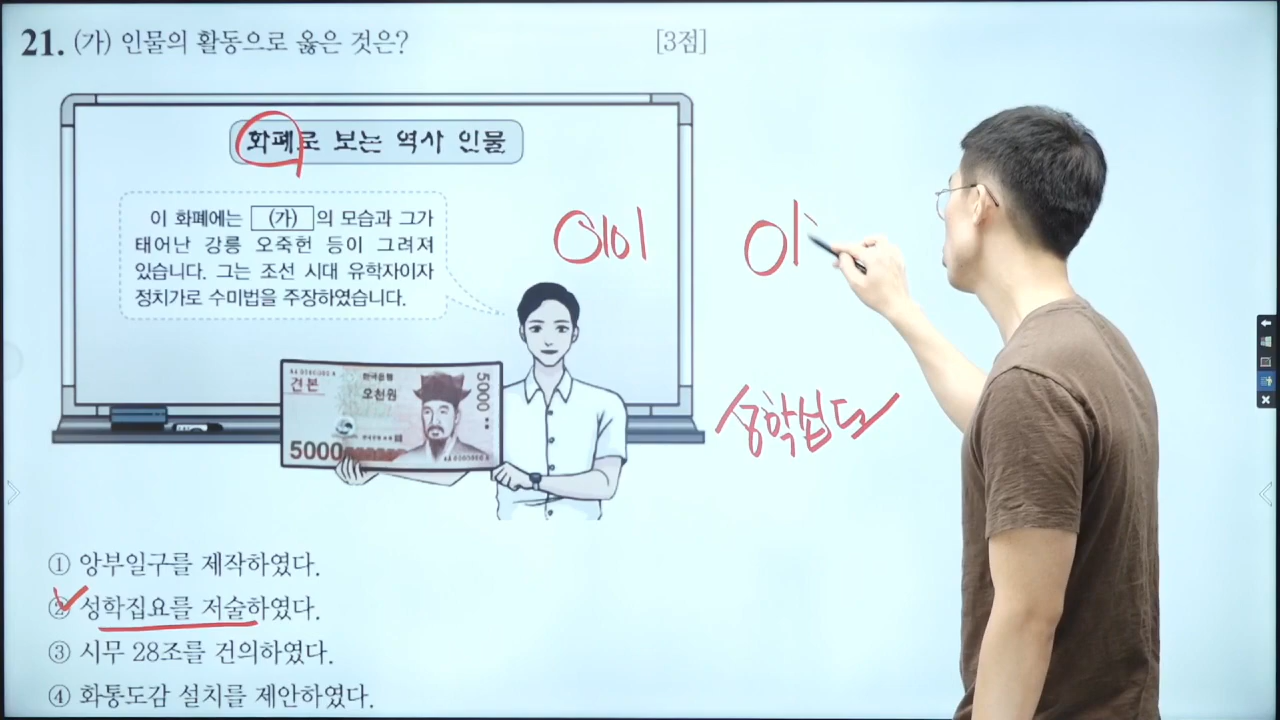 21. (가) 인물의 활동으로 옳은 것은? [3점]
화폐로 보는 역사 인물
이 화폐에는 (가) 의 모습과 그가
태어난 강릉 오죽헌 등이 그려져
있습니다. 그는 조선 시대 유학자이자
정치가로 수미법을 주장하였습니다.
이이
이
성학십도
견본
한국은행
오천원
5000
5000
① 앙부일구를 제작하였다.
② 성학집요를 저술하였다.
③ 시무 28조를 건의하였다.
④ 화통도감 설치를 제안하였다.